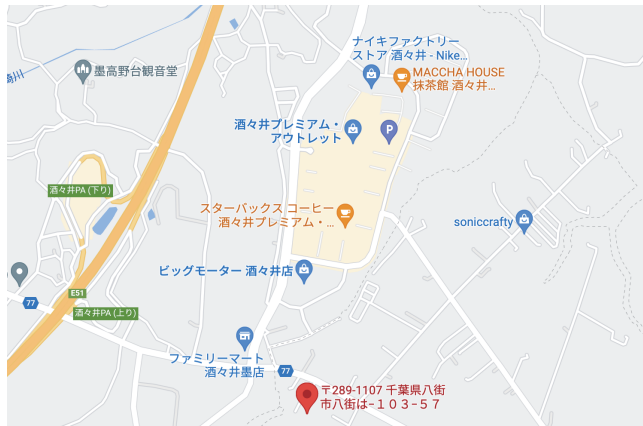 ナイキファクトリー
ストア 酒々井 - Nike...
MACCHA HOUSE
抹茶館 酒々井...
墨高野台観音堂
酒々井プレミアム・
アウトレット
P
酒々井PA (下り)
スターバックス コーヒー
酒々井プレミアム・...
soniccrafty
ビッグモーター 酒々井店
E51
77
酒々井PA (上り)
ファミリーマート
酒々井墨店
77
〒289-1107 千葉県八街
市八街は−１０３−５７